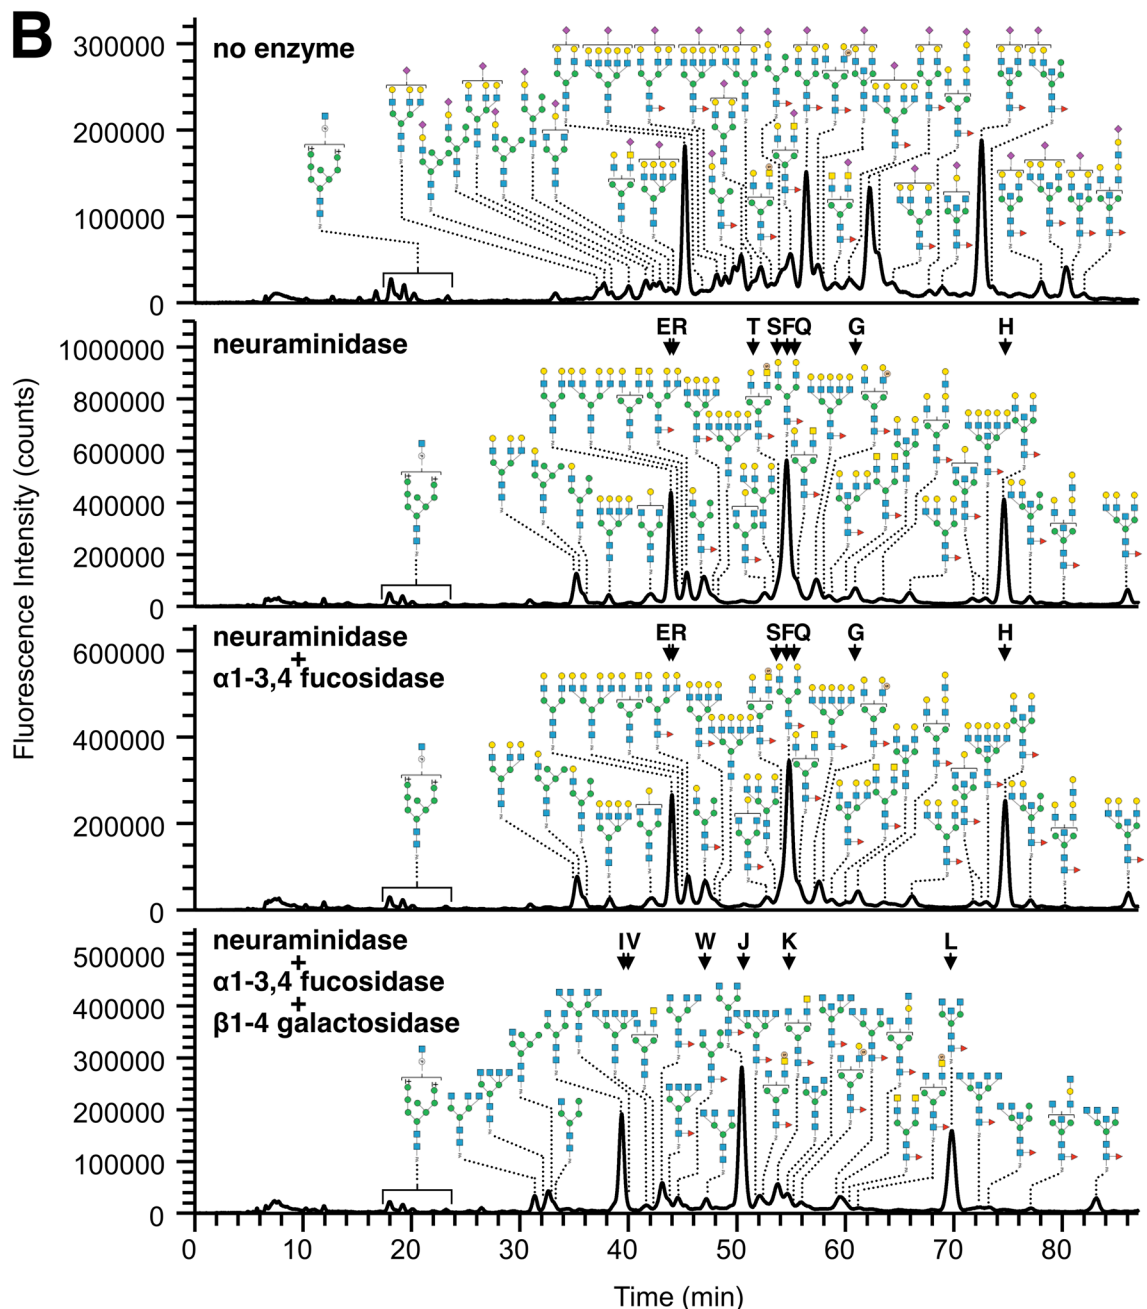 B
no enzyme
300000
200000
100000
0
neuraminidase
ER T SFQ G H
1000000
800000
600000
400000
200000
0
neuraminidase
+
α1-3,4 fucosidase
ER SFQ G H
600000
400000
200000
0
neuraminidase
+
α1-3,4 fucosidase
+
β1-4 galactosidase
IV W J K L
500000
400000
300000
200000
100000
0
0 10 20 30 40 50 60 70 80
Time (min)
Fluorescence Intensity (counts)